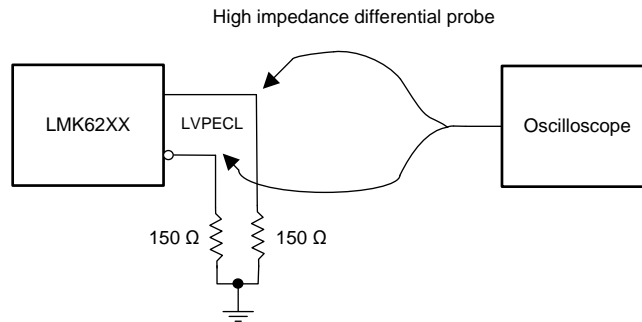 High impedance differential probe
LMK62XX
LVPECL
Oscilloscope
150 Ω
150 Ω